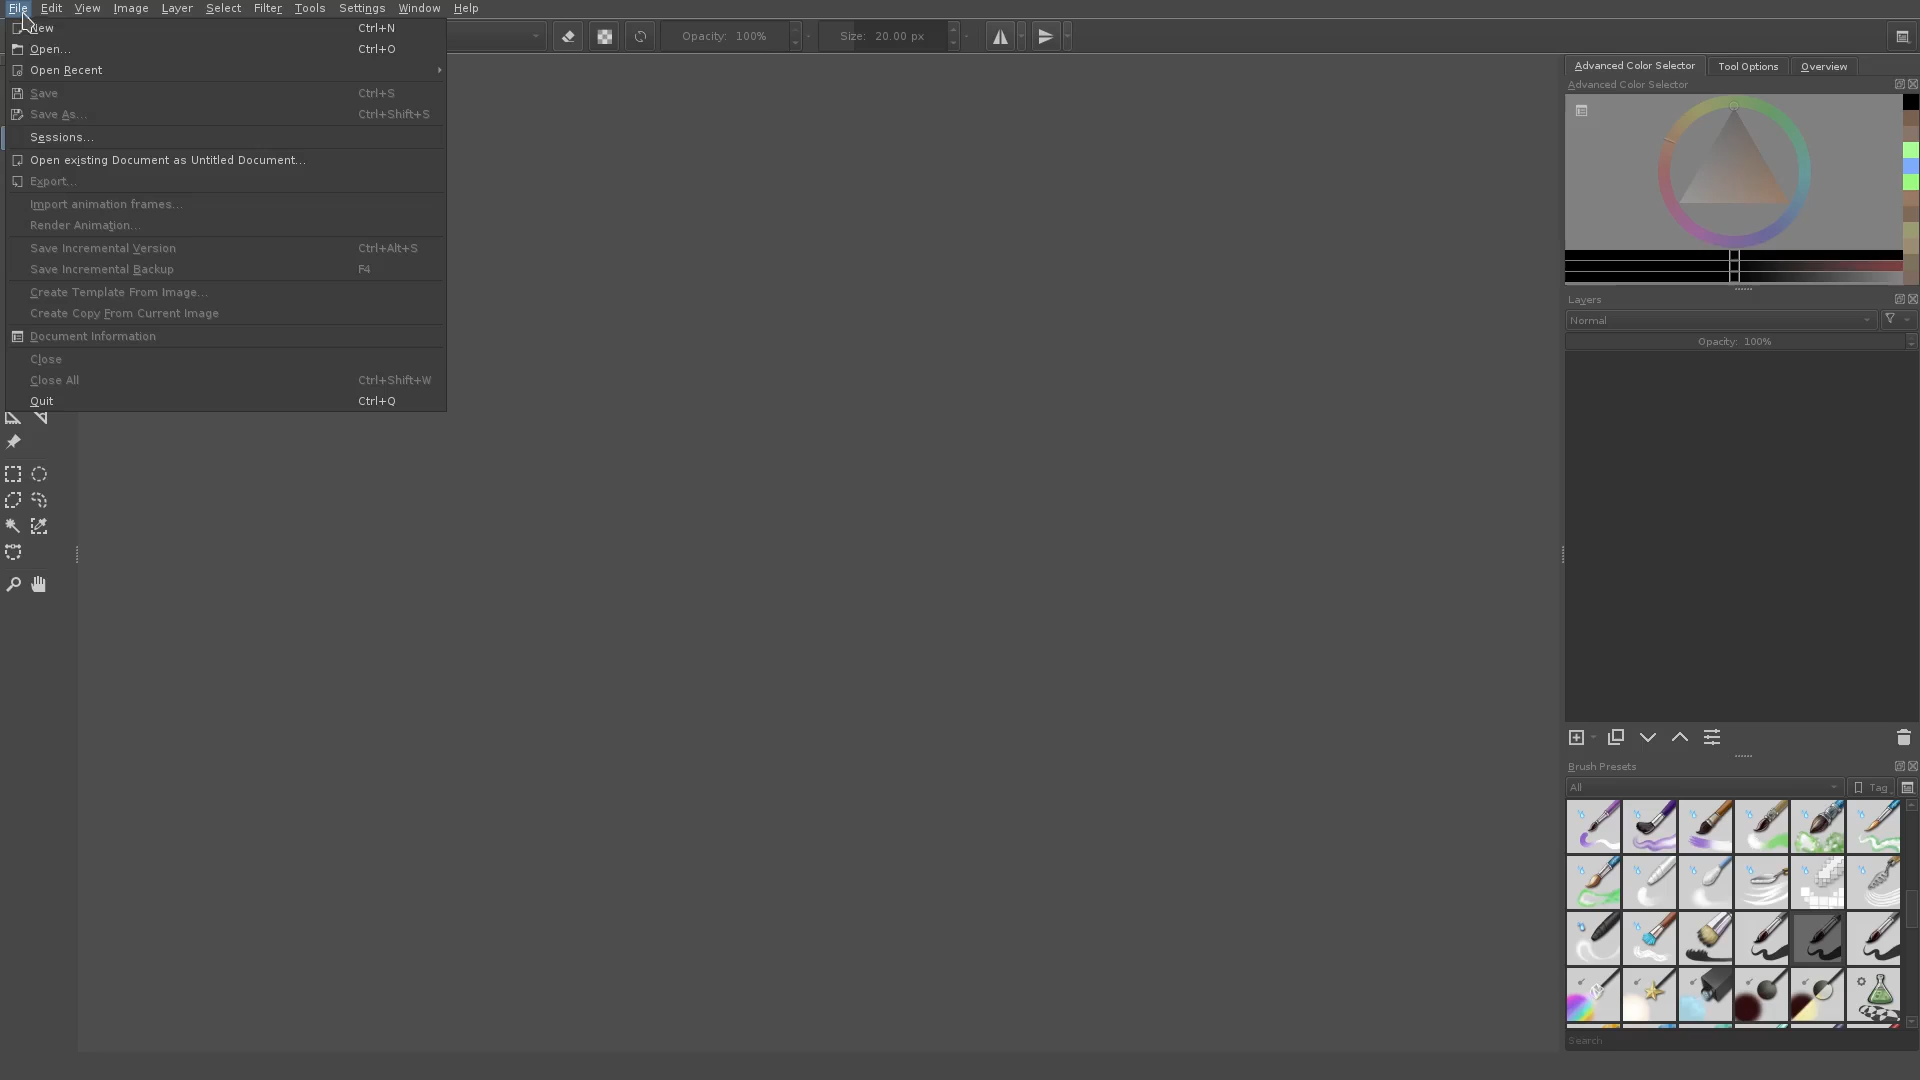 File Edit View Image Layer Select Filter Tools Settings Window Help
New Ctrl+N
Open... Ctrl+O
Open Recent
Save Ctrl+S
Save As... Ctrl+Shift+S
Sessions...
Open existing Document as Untitled Document...
Export...
Import animation frames...
Render Animation...
Save Incremental Version Ctrl+Alt+S
Save Incremental Backup F4
Create Template From Image...
Create Copy From Current Image
Document Information
Close
Close All Ctrl+Shift+W
Quit Ctrl+Q
Opacity: 100% Size: 20.00 px
Advanced Color Selector Tool Options Overview
Advanced Color Selector
Layers
Normal
Opacity: 100%
Brush Presets
All Tag
Search